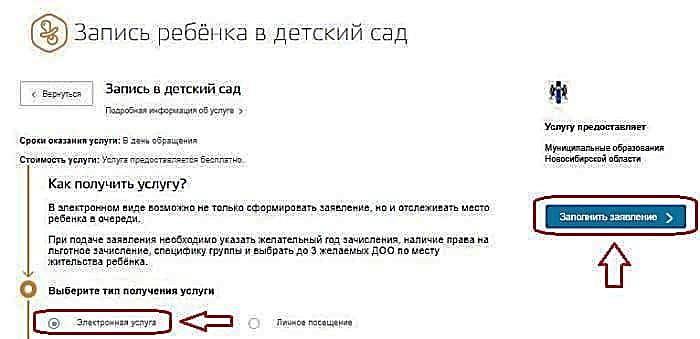 Запись ребёнка в детский сад
Вернуться
Запись в детский сад
Подробная информация об услуге
Сроки оказания услуги: В день обращения
Стоимость услуги: Услуга предоставляется бесплатно.
Как получить услугу?
В электронном виде возможно не только сформировать заявление, но и отслеживать место
ребенка в очереди.
При подаче заявления необходимо указать желательный год зачисления, наличие права на
льготное зачисление, специфику группы и выбрать до 3 желаемых ДОО по месту
жительства ребёнка.
Выберите тип получения услуги
Электронная услуга
Личное посещение
Услугу предоставляет
Муниципальные образования
Новосибирской области
Заполнить заявление